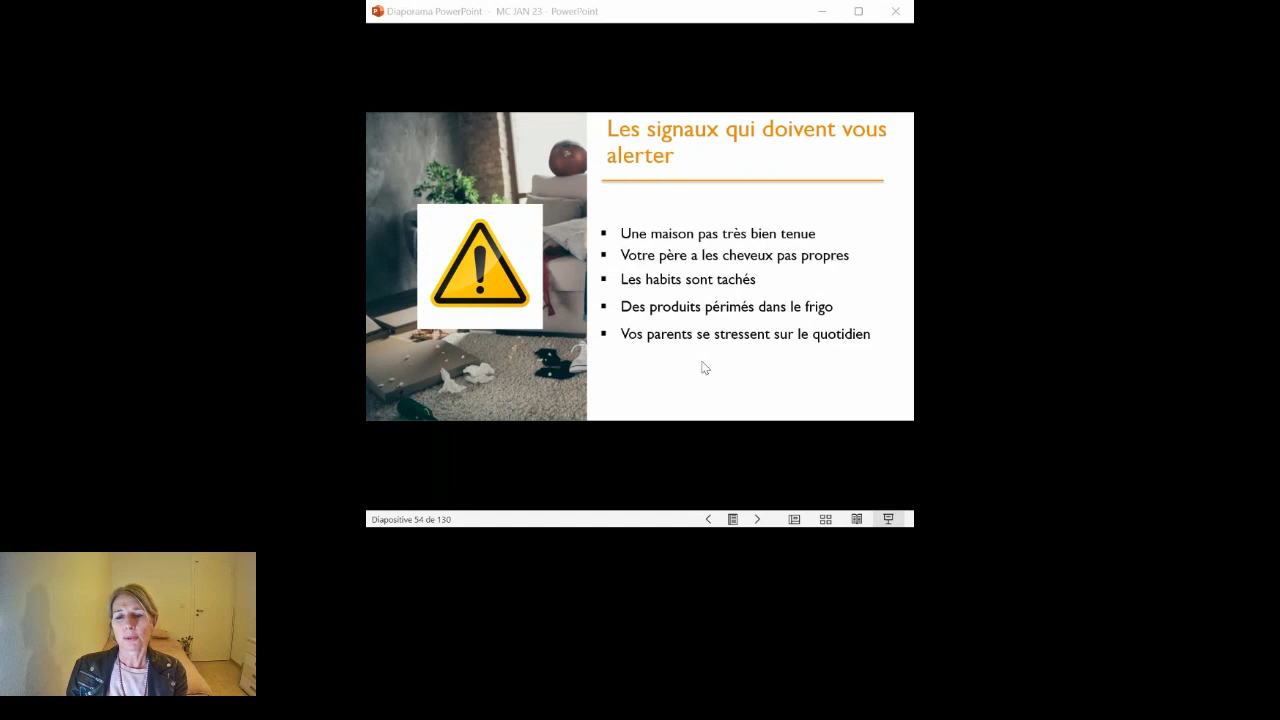 Diaporama PowerPoint - MC JAN 23 - PowerPoint
Les signaux qui doivent vous
alerter
▪ Une maison pas très bien tenue
▪ Votre père a les cheveux pas propres
▪ Les habits sont tachés
▪ Des produits périmés dans le frigo
▪ Vos parents se stressent sur le quotidien
Diapositive 54 de 130